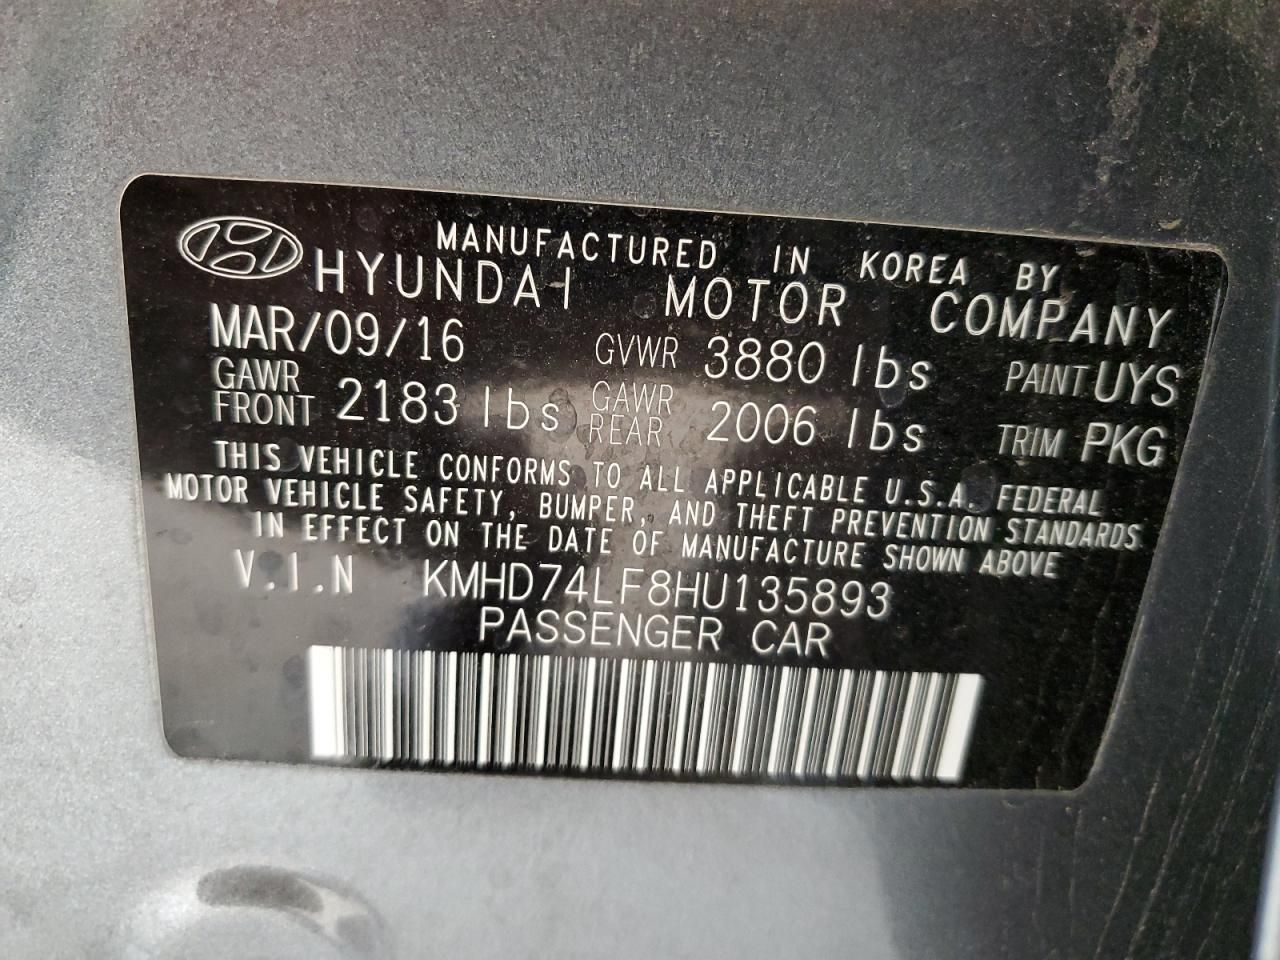 MANUFACTURED IN KOREA BY
HYUNDAI MOTOR COMPANY
MAR/09/16 GVWR 3880 lbs PAINT UYS
GAWR FRONT 2183 lbs GAWR REAR 2006 lbs TRIM PKG
THIS VEHICLE CONFORMS TO ALL APPLICABLE U.S.A. FEDERAL
MOTOR VEHICLE SAFETY, BUMPER, AND THEFT PREVENTION STANDARDS
IN EFFECT ON THE DATE OF MANUFACTURE SHOWN ABOVE
V.I.N KMHD74LF8HU135893
PASSENGER CAR